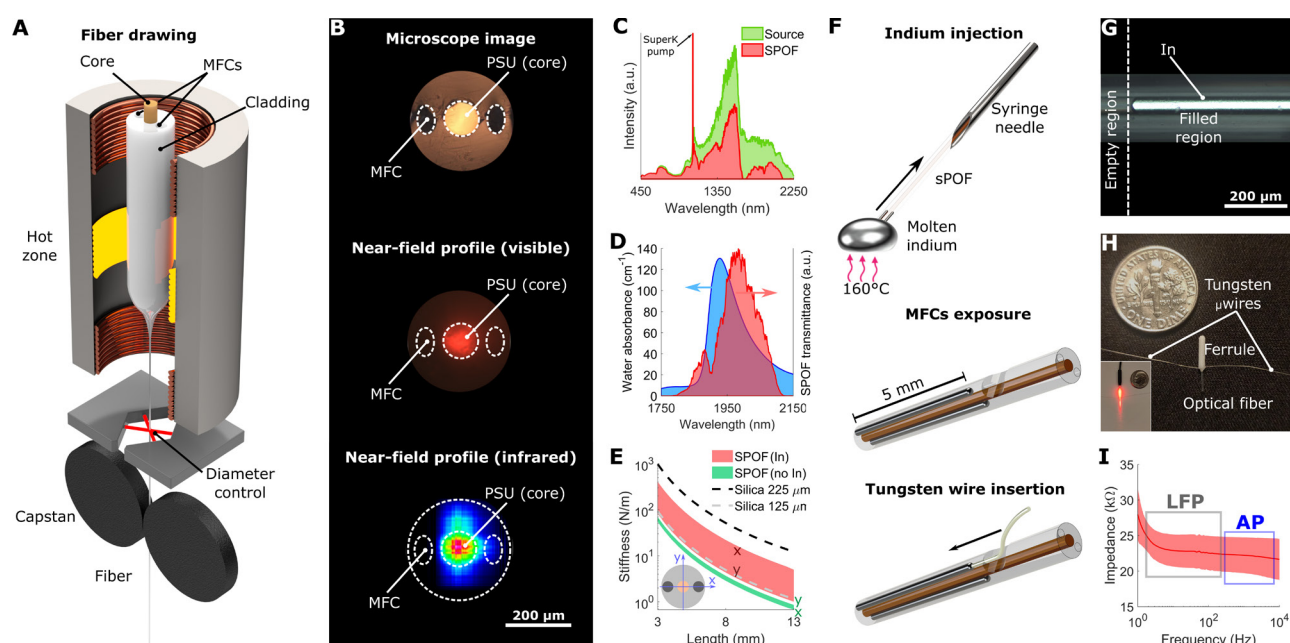 A
Fiber drawing
Core
MFCs
Cladding
Hot
zone
Diameter
control
Capstan
Fiber
B
Microscope image
PSU (core)
MFC
Near-field profile (visible)
PSU (core)
MFC
Near-field profile (infrared)
PSU (core)
MFC
200 µm
C
SuperK
pump
Source
SPOF
Intensity (a.u.)
450
1350
2250
Wavelength (nm)
D
Water absorbance (cm⁻¹)
140
120
100
80
60
40
20
0
SPOF transmittance (a.u.)
1750
1950
2150
Wavelength (nm)
E
SPOF (In)
SPOF (no In)
Silica 225 µm
Silica 125 µm
Stiffness (N/m)
10³
10²
10¹
10⁰
x
y
y
x
y
x
3
8
13
Length (mm)
F
Indium injection
Syringe
needle
sPOF
Molten
indium
160°C
MFCs exposure
5 mm
Tungsten wire insertion
G
In
Filled
region
Empty region
200 µm
H
UNITED STATES OF AMERICA
ONE DIME
Tungsten
µwires
Ferrule
Optical fiber
I
Impedance (kΩ)
35
30
25
20
15
LFP
AP
10⁰
10²
10⁴
Frequency (Hz)